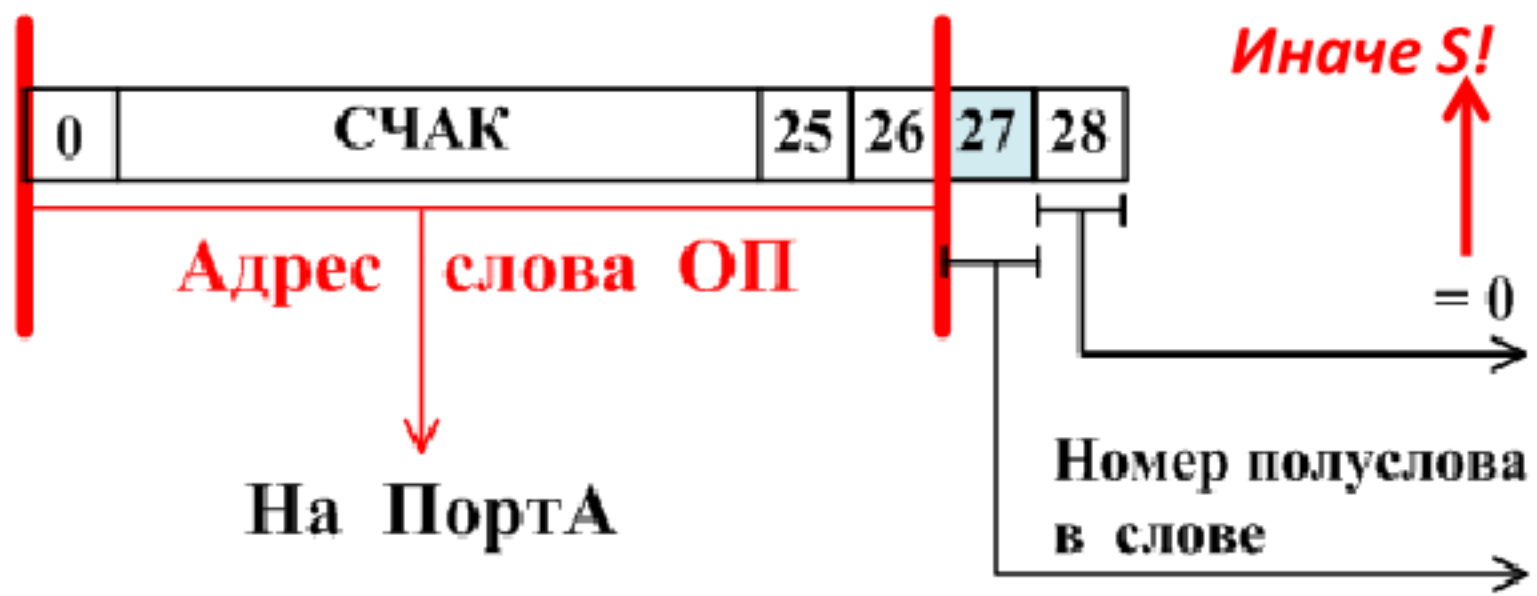 Иначе S!
0 СЧАК 25 26 27 28
Адрес слова ОП
= 0
На ПортА
Номер полуслова
в слове